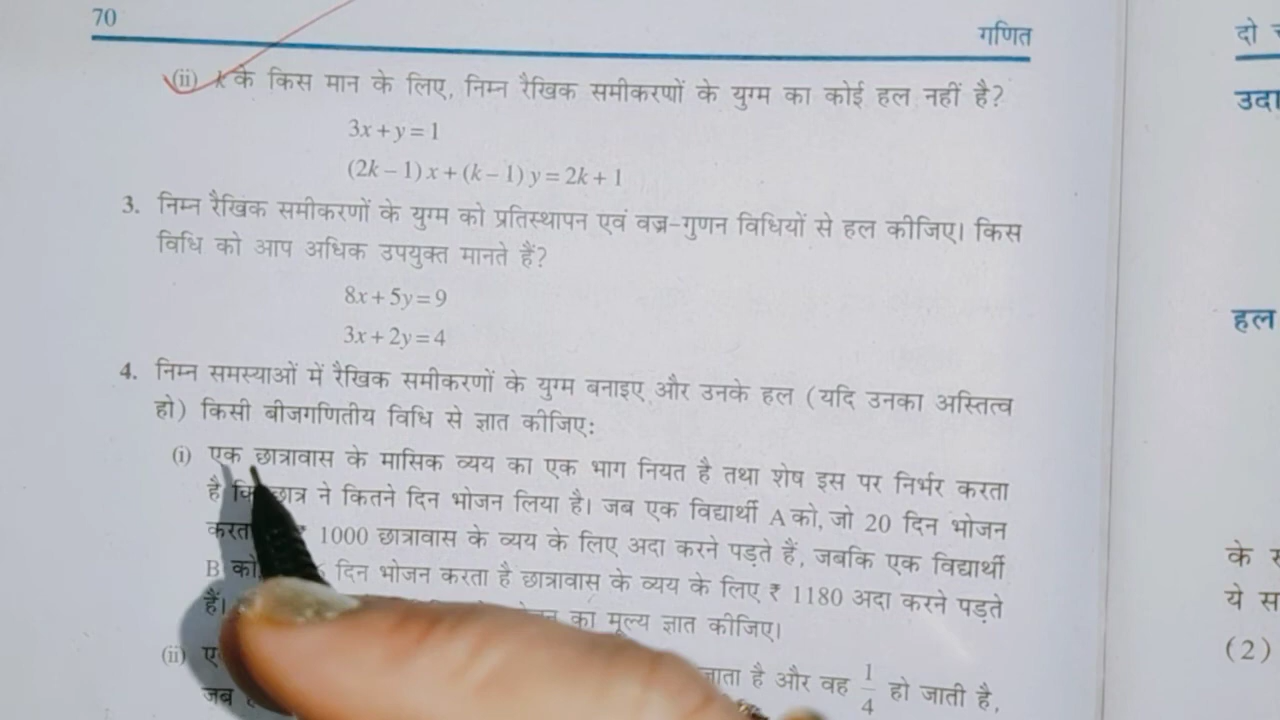 70
गणित
(ii) k के किस मान के लिए, निम्न रैखिक समीकरणों के युग्म का कोई हल नहीं है?
3x + y = 1
(2k – 1) x + (k – 1) y = 2k + 1
3. निम्न रैखिक समीकरणों के युग्म को प्रतिस्थापन एवं वज्र-गुणन विधियों से हल कीजिए। किस
विधि को आप अधिक उपयुक्त मानते हैं?
8x + 5y = 9
3x + 2y = 4
4. निम्न समस्याओं में रैखिक समीकरणों के युग्म बनाइए और उनके हल (यदि उनका अस्तित्व
हो) किसी बीजगणितीय विधि से ज्ञात कीजिए:
(i) एक छात्रावास के मासिक व्यय का एक भाग नियत है तथा शेष इस पर निर्भर करता
है कि छात्र ने कितने दिन भोजन लिया है। जब एक विद्यार्थी A को, जो 20 दिन भोजन
करता 1000 छात्रावास के व्यय के लिए अदा करने पड़ते हैं, जबकि एक विद्यार्थी
B को दिन भोजन करता है छात्रावास के व्यय के लिए ₹ 1180 अदा करने पड़ते
हैं। का मूल्य ज्ञात कीजिए।
(ii) जाता है और वह 1/4 हो जाती है,
जब
दो
उदा
हल
के
ये
(2)